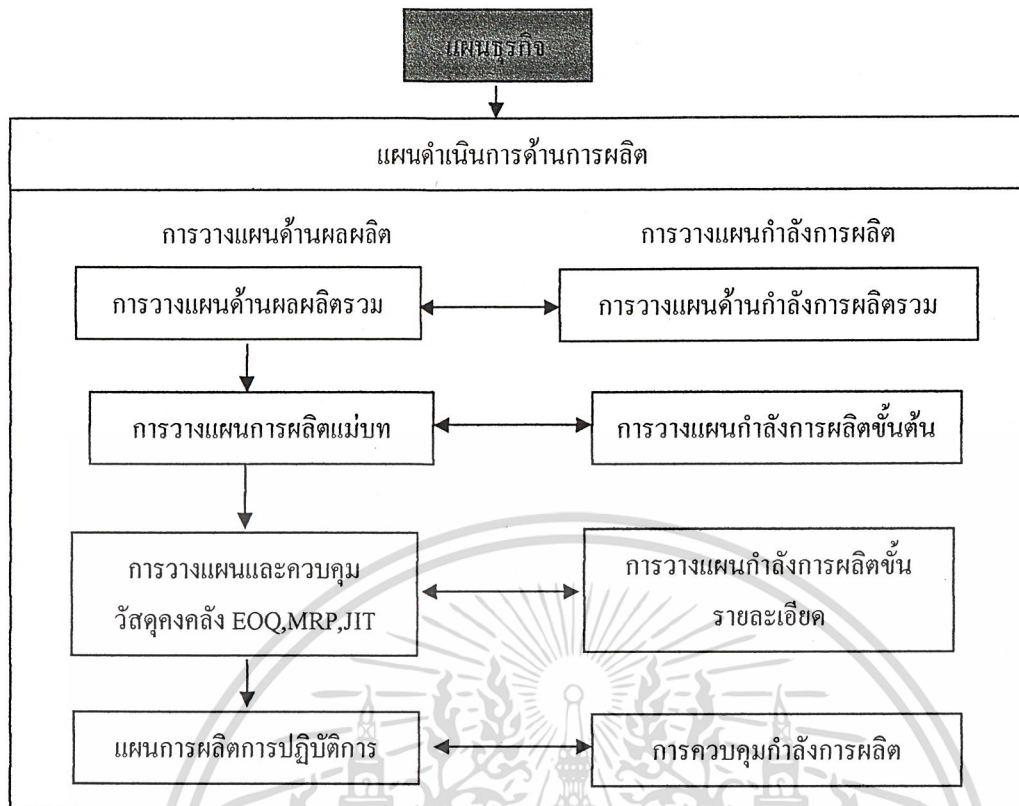 แผนธุรกิจ
แผนดำเนินการด้านการผลิต
การวางแผนด้านผลผลิต
การวางแผนกำลังการผลิต
การวางแผนด้านผลผลิตรวม
การวางแผนด้านกำลังการผลิตรวม
การวางแผนการผลิตแม่บท
การวางแผนกำลังการผลิตขั้นต้น
การวางแผนและควบคุม
วัสดุคงคลัง EOQ,MRP,JIT
การวางแผนกำลังการผลิตขั้น
รายละเอียด
แผนการผลิตการปฏิบัติการ
การควบคุมกำลังการผลิต